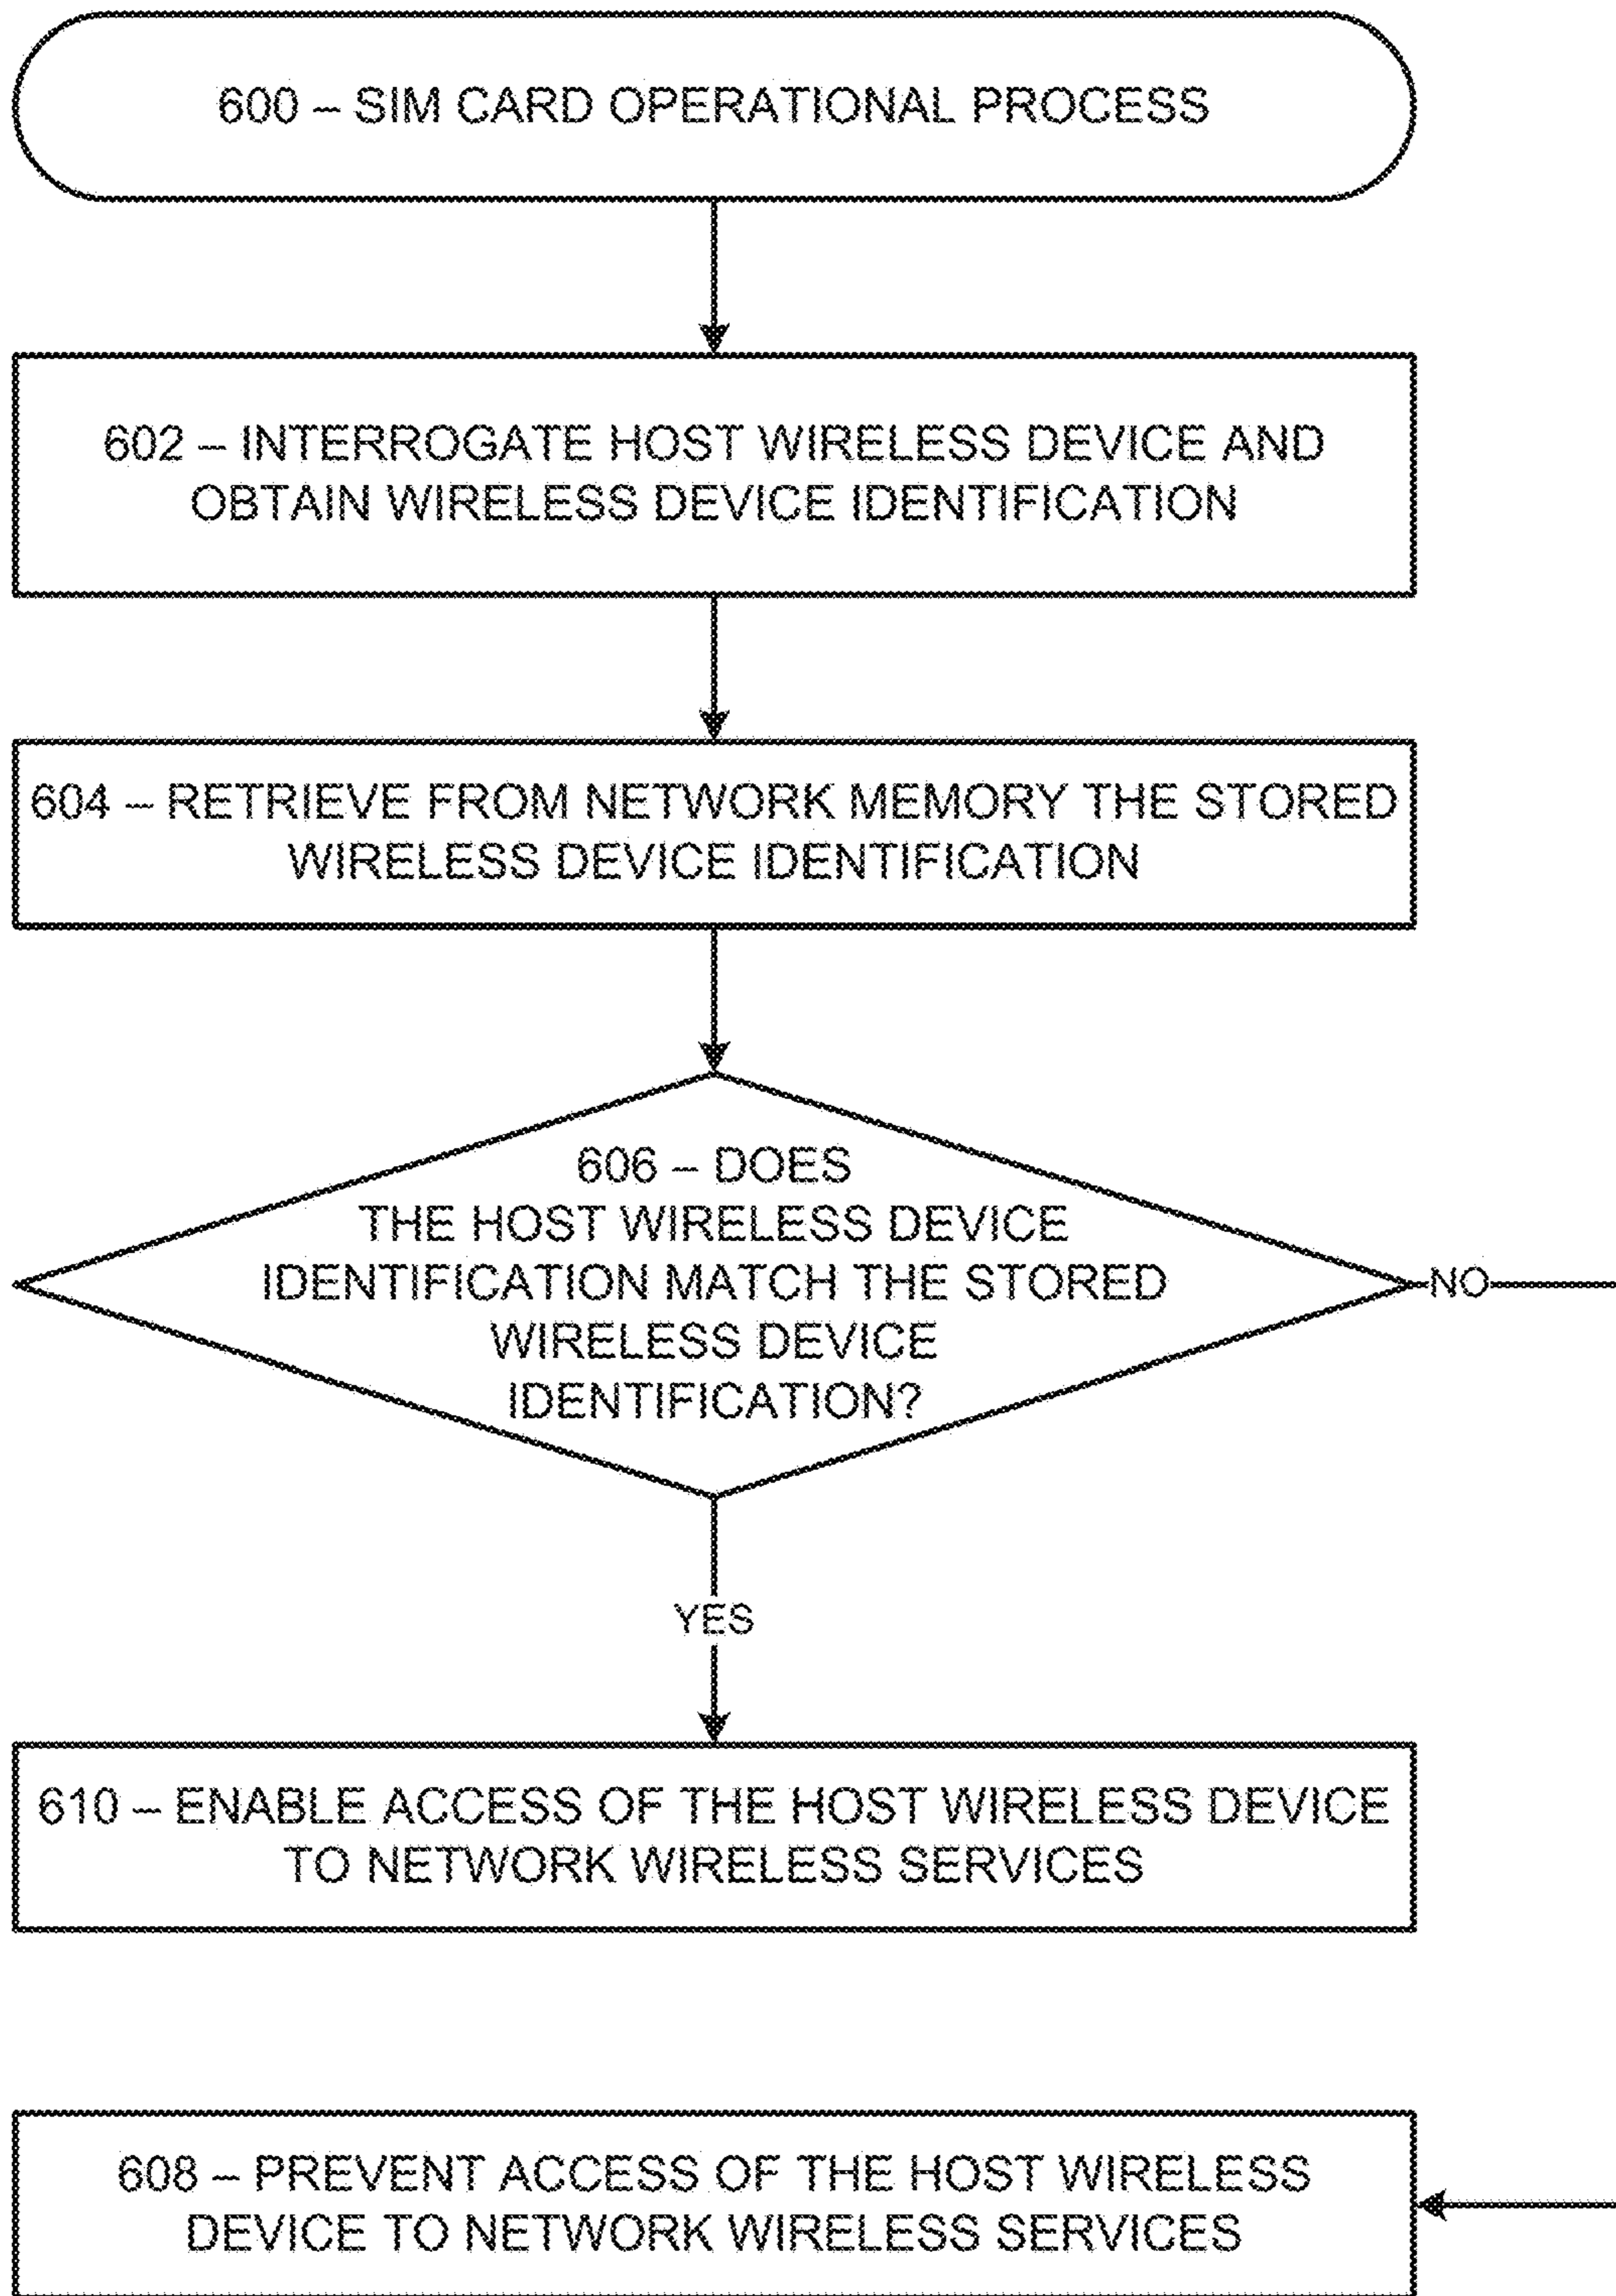 600 – SIM CARD OPERATIONAL PROCESS
602 – INTERROGATE HOST WIRELESS DEVICE AND
OBTAIN WIRELESS DEVICE IDENTIFICATION
604 – RETRIEVE FROM NETWORK MEMORY THE STORED
WIRELESS DEVICE IDENTIFICATION
606 – DOES
THE HOST WIRELESS DEVICE
IDENTIFICATION MATCH THE STORED
WIRELESS DEVICE
IDENTIFICATION?
NO
YES
610 – ENABLE ACCESS OF THE HOST WIRELESS DEVICE
TO NETWORK WIRELESS SERVICES
608 – PREVENT ACCESS OF THE HOST WIRELESS
DEVICE TO NETWORK WIRELESS SERVICES